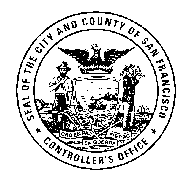 SEAL OF THE CITY AND COUNTY OF SAN FRANCISCO
★ CONTROLLER'S OFFICE ★